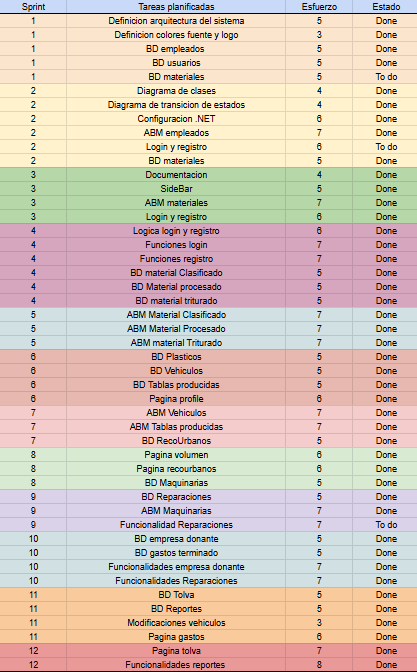 Sprint Tareas planificadas Esfuerzo Estado
1 Definicion arquitectura del sistema 5 Done
1 Definicion colores fuente y logo 3 Done
1 BD empleados 5 Done
1 BD usuarios 5 Done
1 BD materiales 5 To do
2 Diagrama de clases 4 Done
2 Diagrama de transicion de estados 4 Done
2 Configuracion .NET 6 Done
2 ABM empleados 7 Done
2 Login y registro 6 To do
2 BD materiales 5 Done
3 Documentacion 4 Done
3 SideBar 5 Done
3 ABM materiales 7 Done
3 Login y registro 6 Done
4 Logica login y registro 6 Done
4 Funciones login 7 Done
4 Funciones registro 7 Done
4 BD material Clasificado 5 Done
4 BD Material procesado 5 Done
4 BD material triturado 5 Done
5 ABM Material Clasificado 7 Done
5 ABM Material Procesado 7 Done
5 ABM material Triturado 7 Done
6 BD Plasticos 5 Done
6 BD Vehiculos 5 Done
6 BD Tablas producidas 5 Done
6 Pagina profile 6 Done
7 ABM Vehiculos 7 Done
7 ABM Tablas producidas 7 Done
7 BD RecoUrbanos 5 Done
8 Pagina volumen 6 Done
8 Pagina recourbanos 6 Done
8 BD Maquinarias 5 Done
9 BD Reparaciones 5 Done
9 ABM Maquinarias 7 Done
9 Funcionalidad Reparaciones 7 To do
10 BD empresa donante 5 Done
10 BD gastos terminado 5 Done
10 Funcionalidades empresa donante 7 Done
10 Funcionalidades Reparaciones 7 Done
11 BD Tolva 5 Done
11 BD Reportes 5 Done
11 Modificaciones vehiculos 3 Done
11 Pagina gastos 6 Done
12 Pagina tolva 7 Done
12 Funcionalidades reportes 8 Done